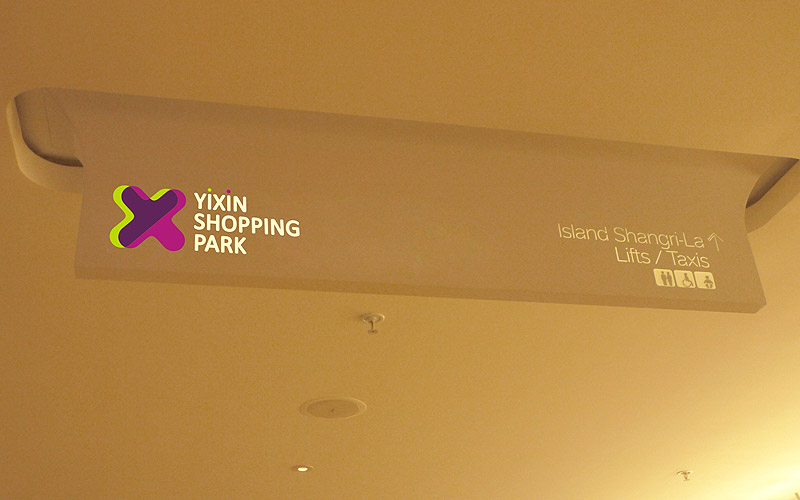 YIXIN
SHOPPING
PARK
Island Shangri-La
Lifts / Taxis